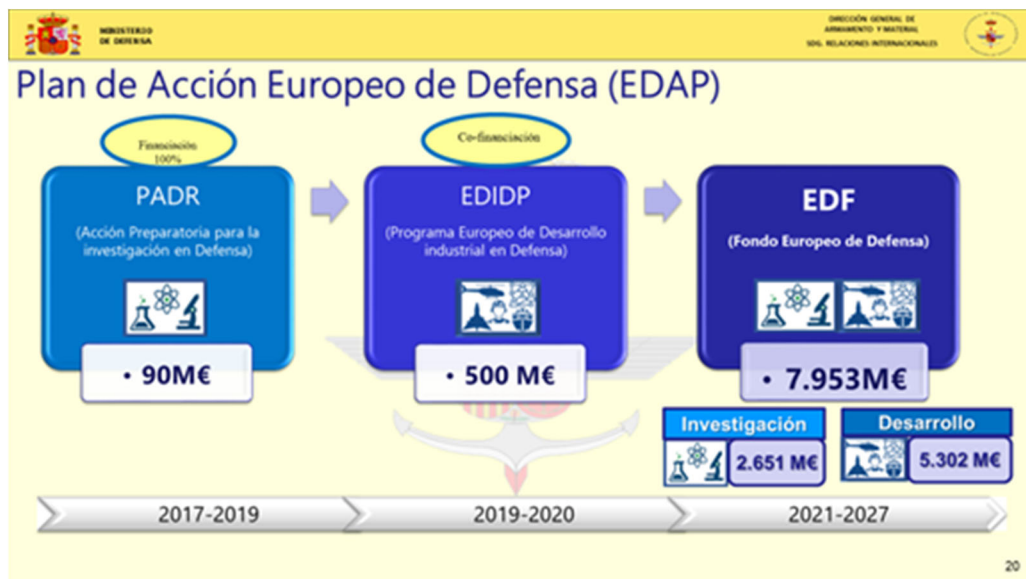 MINISTERIO
DE DEFENSA
DIRECCIÓN GENERAL DE
ARMAMENTO Y MATERIAL
SDG. RELACIONES INTERNACIONALES
Plan de Acción Europeo de Defensa (EDAP)
Financiación
100%
PADR
(Acción Preparatoria para la
investigación en Defensa)
• 90M€
Co-financiación
EDIDP
(Programa Europeo de Desarrollo
industrial en Defensa)
• 500 M€
EDF
(Fondo Europeo de Defensa)
• 7.953M€
Investigación
2.651 M€
Desarrollo
5.302 M€
2017-2019
2019-2020
2021-2027
20